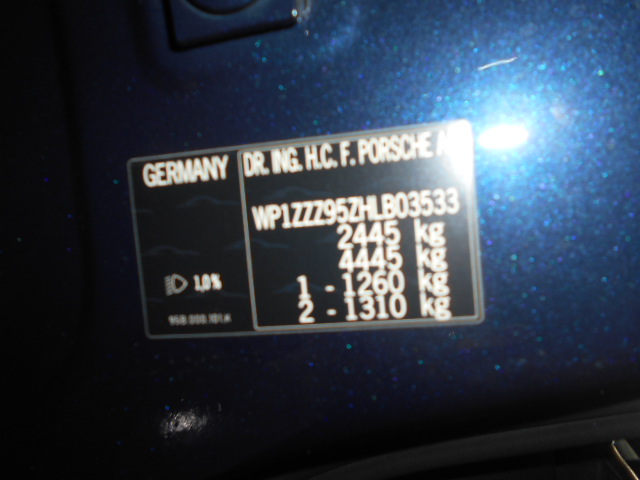 GERMANY
DR. ING. H.C. F. PORSCHE
WP1ZZZ95ZHLB03533
2445 kg
4445 kg
1 - 1260 kg
2 - 1310 kg
1,0%